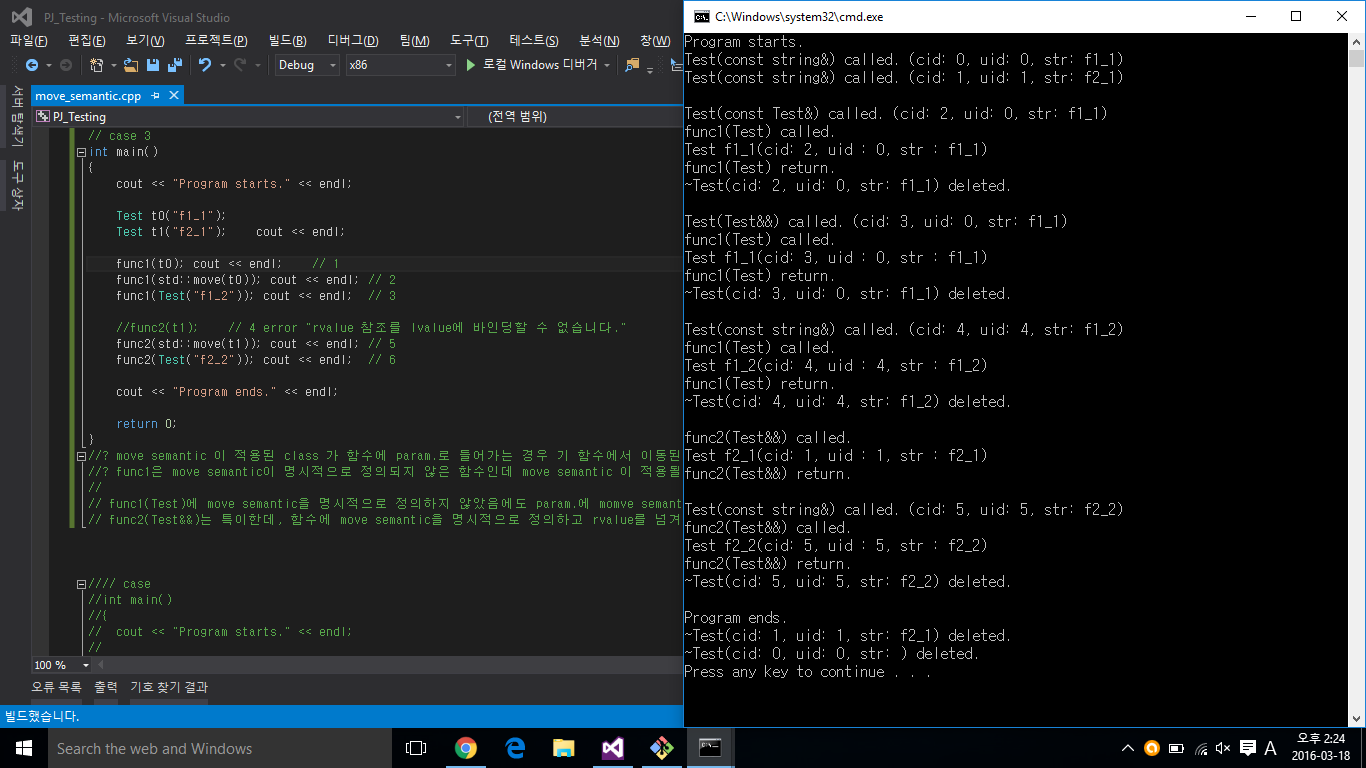 PJ_Testing - Microsoft Visual Studio
파일(F) 편집(E) 보기(V) 프로젝트(P) 빌드(B) 디버그(D) 팀(M) 도구(T) 테스트(S) 분석(N) 창(W)
Debug x86 로컬 Windows 디버거
서버 탐색기
도구 상자
move_semantic.cpp
PJ_Testing (전역 범위)
// case 3
int main()
{
cout << "Program starts." << endl;
Test t0("f1_1");
Test t1("f2_1"); cout << endl;
func1(t0); cout << endl; // 1
func1(std::move(t0)); cout << endl; // 2
func1(Test("f1_2")); cout << endl; // 3
//func2(t1); // 4 error "rvalue 참조를 lvalue에 바인딩할 수 없습니다."
func2(std::move(t1)); cout << endl; // 5
func2(Test("f2_2")); cout << endl; // 6
cout << "Program ends." << endl;
return 0;
}
//? move semantic 이 적용된 class 가 함수에 param.로 들어가는 경우 기 함수에서 이동된
//? func1은 move semantic이 명시적으로 정의되지 않은 함수인데 move semantic 이 적용될
//
// func1(Test)에 move semantic을 명시적으로 정의하지 않았음에도 param.에 momve semant
// func2(Test&&)는 특이한데, 함수에 move semantic을 명시적으로 정의하고 rvalue를 넘겨
//// case
//int main()
//{
// cout << "Program starts." << endl;
//
100 %
오류 목록 출력 기호 찾기 결과
빌드했습니다.
C:\Windows\system32\cmd.exe
Program starts.
Test(const string&) called. (cid: 0, uid: 0, str: f1_1)
Test(const string&) called. (cid: 1, uid: 1, str: f2_1)
Test(const Test&) called. (cid: 2, uid: 0, str: f1_1)
func1(Test) called.
Test f1_1(cid: 2, uid : 0, str : f1_1)
func1(Test) return.
~Test(cid: 2, uid: 0, str: f1_1) deleted.
Test(Test&&) called. (cid: 3, uid: 0, str: f1_1)
func1(Test) called.
Test f1_1(cid: 3, uid : 0, str : f1_1)
func1(Test) return.
~Test(cid: 3, uid: 0, str: f1_1) deleted.
Test(const string&) called. (cid: 4, uid: 4, str: f1_2)
func1(Test) called.
Test f1_2(cid: 4, uid : 4, str : f1_2)
func1(Test) return.
~Test(cid: 4, uid: 4, str: f1_2) deleted.
func2(Test&&) called.
Test f2_1(cid: 1, uid : 1, str : f2_1)
func2(Test&&) return.
Test(const string&) called. (cid: 5, uid: 5, str: f2_2)
func2(Test&&) called.
Test f2_2(cid: 5, uid : 5, str : f2_2)
func2(Test&&) return.
~Test(cid: 5, uid: 5, str: f2_2) deleted.
Program ends.
~Test(cid: 1, uid: 1, str: f2_1) deleted.
~Test(cid: 0, uid: 0, str: ) deleted.
Press any key to continue . . .
Search the web and Windows
A
오후 2:24
2016-03-18